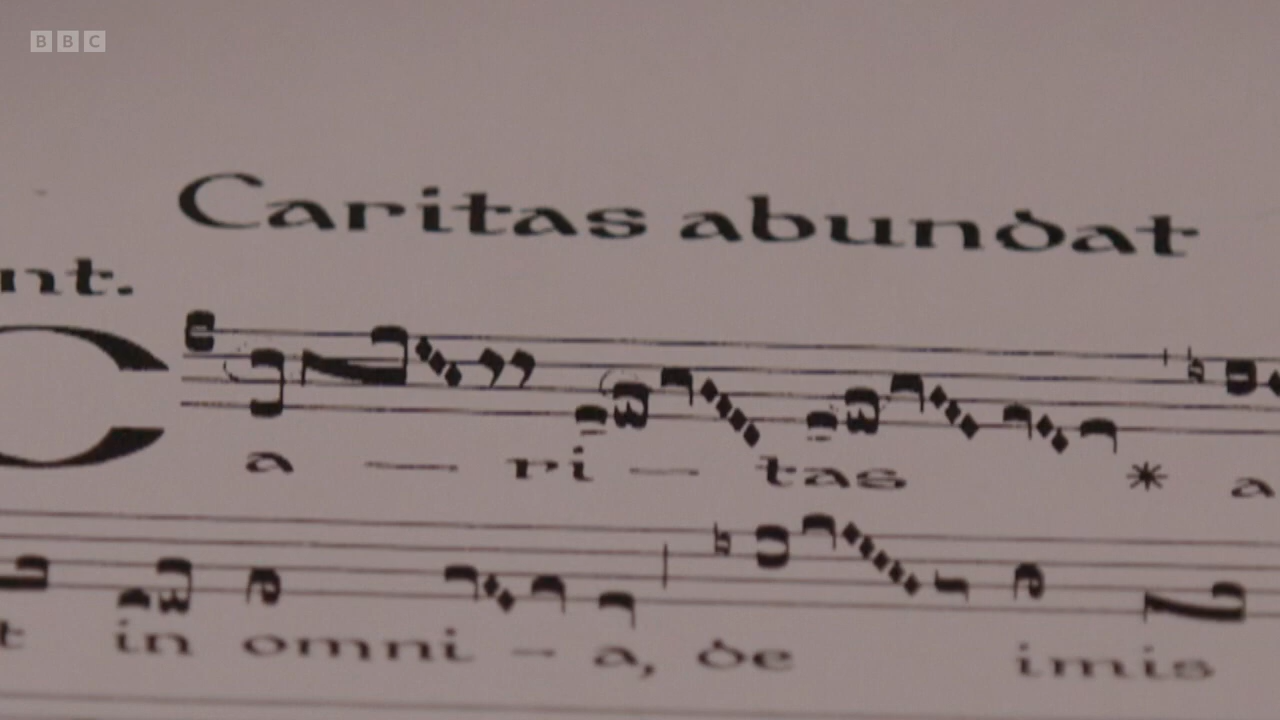 BBC
Caritas abundat
nt.
C a — ri — tas * a
t in omni - a, de imis